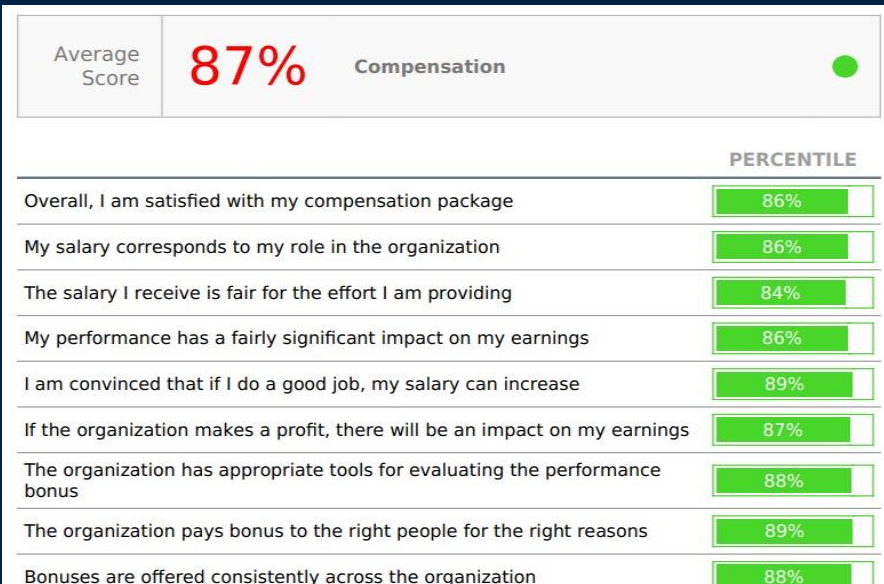 Average
Score
87%
Compensation
PERCENTILE
Overall, I am satisfied with my compensation package 86%
My salary corresponds to my role in the organization 86%
The salary I receive is fair for the effort I am providing 84%
My performance has a fairly significant impact on my earnings 86%
I am convinced that if I do a good job, my salary can increase 89%
If the organization makes a profit, there will be an impact on my earnings 87%
The organization has appropriate tools for evaluating the performance
bonus 88%
The organization pays bonus to the right people for the right reasons 89%
Bonuses are offered consistently across the organization 88%